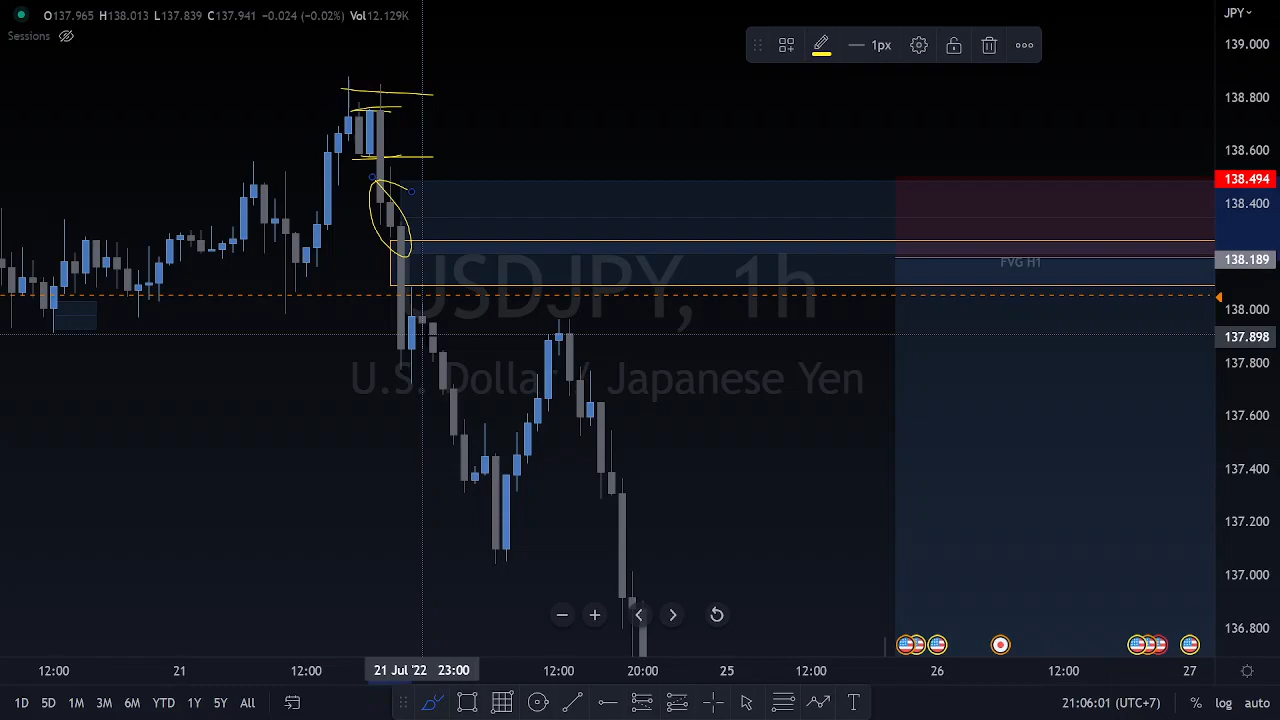 O137.965 H138.013 L137.839 C137.941 −0.024 (−0.02%) Vol12.129K
JPY
Sessions
1px
139.000
138.800
138.600
138.494
138.400
138.189
FVG H1
USDJPY, 1h
138.000
137.898
137.800
U.S. Dollar / Japanese Yen
137.600
137.400
137.200
137.000
136.800
12:00
21
12:00
21 Jul '22 23:00
12:00
20:00
25
12:00
26
12:00
27
1D 5D 1M 3M 6M YTD 1Y 5Y All
21:06:01 (UTC+7)
% log auto